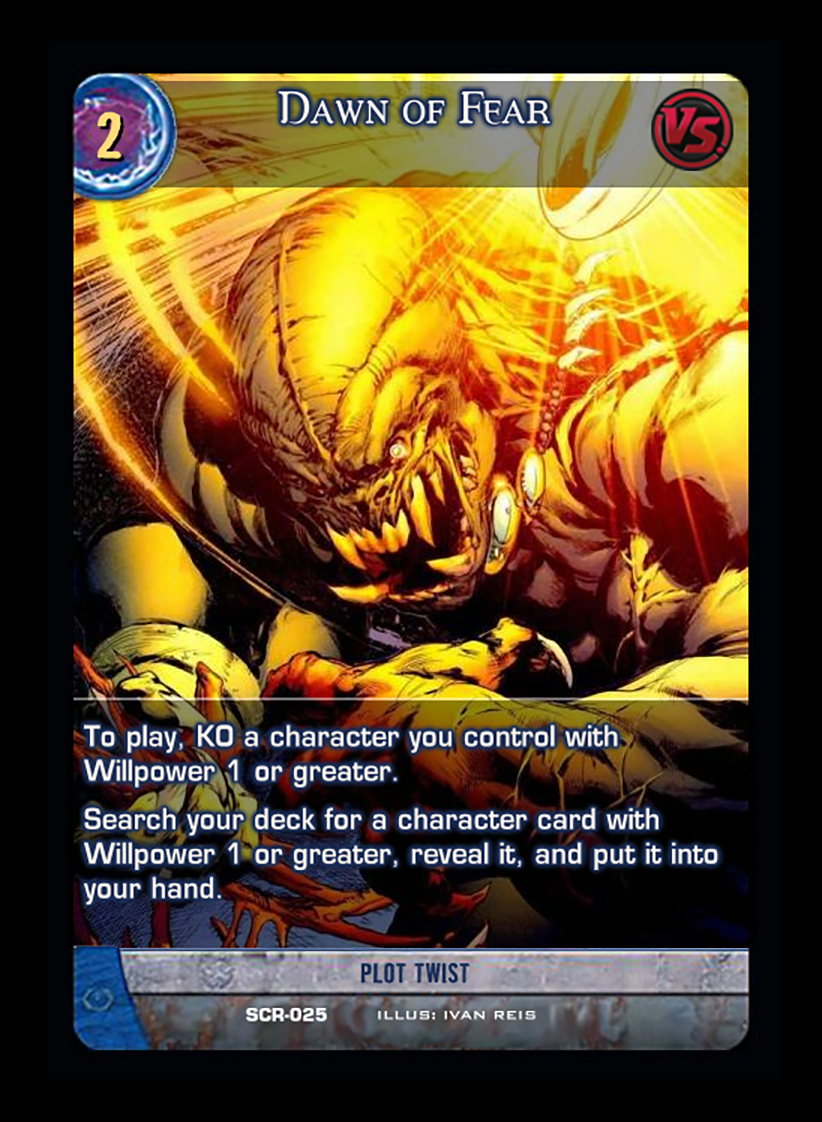 2
Dawn of Fear
VS.
To play, KO a character you control with
Willpower 1 or greater.
Search your deck for a character card with
Willpower 1 or greater, reveal it, and put it into
your hand.
PLOT TWIST
SCR-025 ILLUS: IVAN REIS